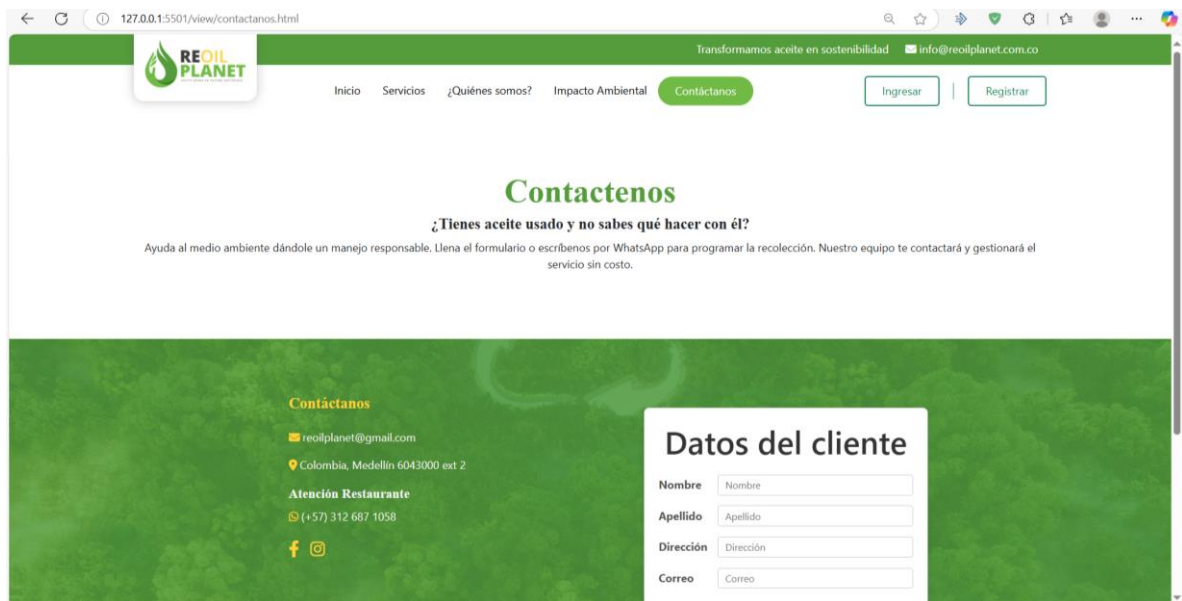 127.0.0.1:5501/view/contactanos.html
REOIL
PLANET
Transformamos aceite en sostenibilidad info@reoilplanet.com.co
Inicio Servicios ¿Quiénes somos? Impacto Ambiental Contáctanos Ingresar | Registrar
Contactenos
¿Tienes aceite usado y no sabes qué hacer con él?
Ayuda al medio ambiente dándole un manejo responsable. Llena el formulario o escríbenos por WhatsApp para programar la recolección. Nuestro equipo te contactará y gestionará el
servicio sin costo.
Contáctanos
reoilplanet@gmail.com
Colombia, Medellín 6043000 ext 2
Atención Restaurante
(+57) 312 687 1058
Datos del cliente
Nombre Nombre
Apellido Apellido
Dirección Dirección
Correo Correo